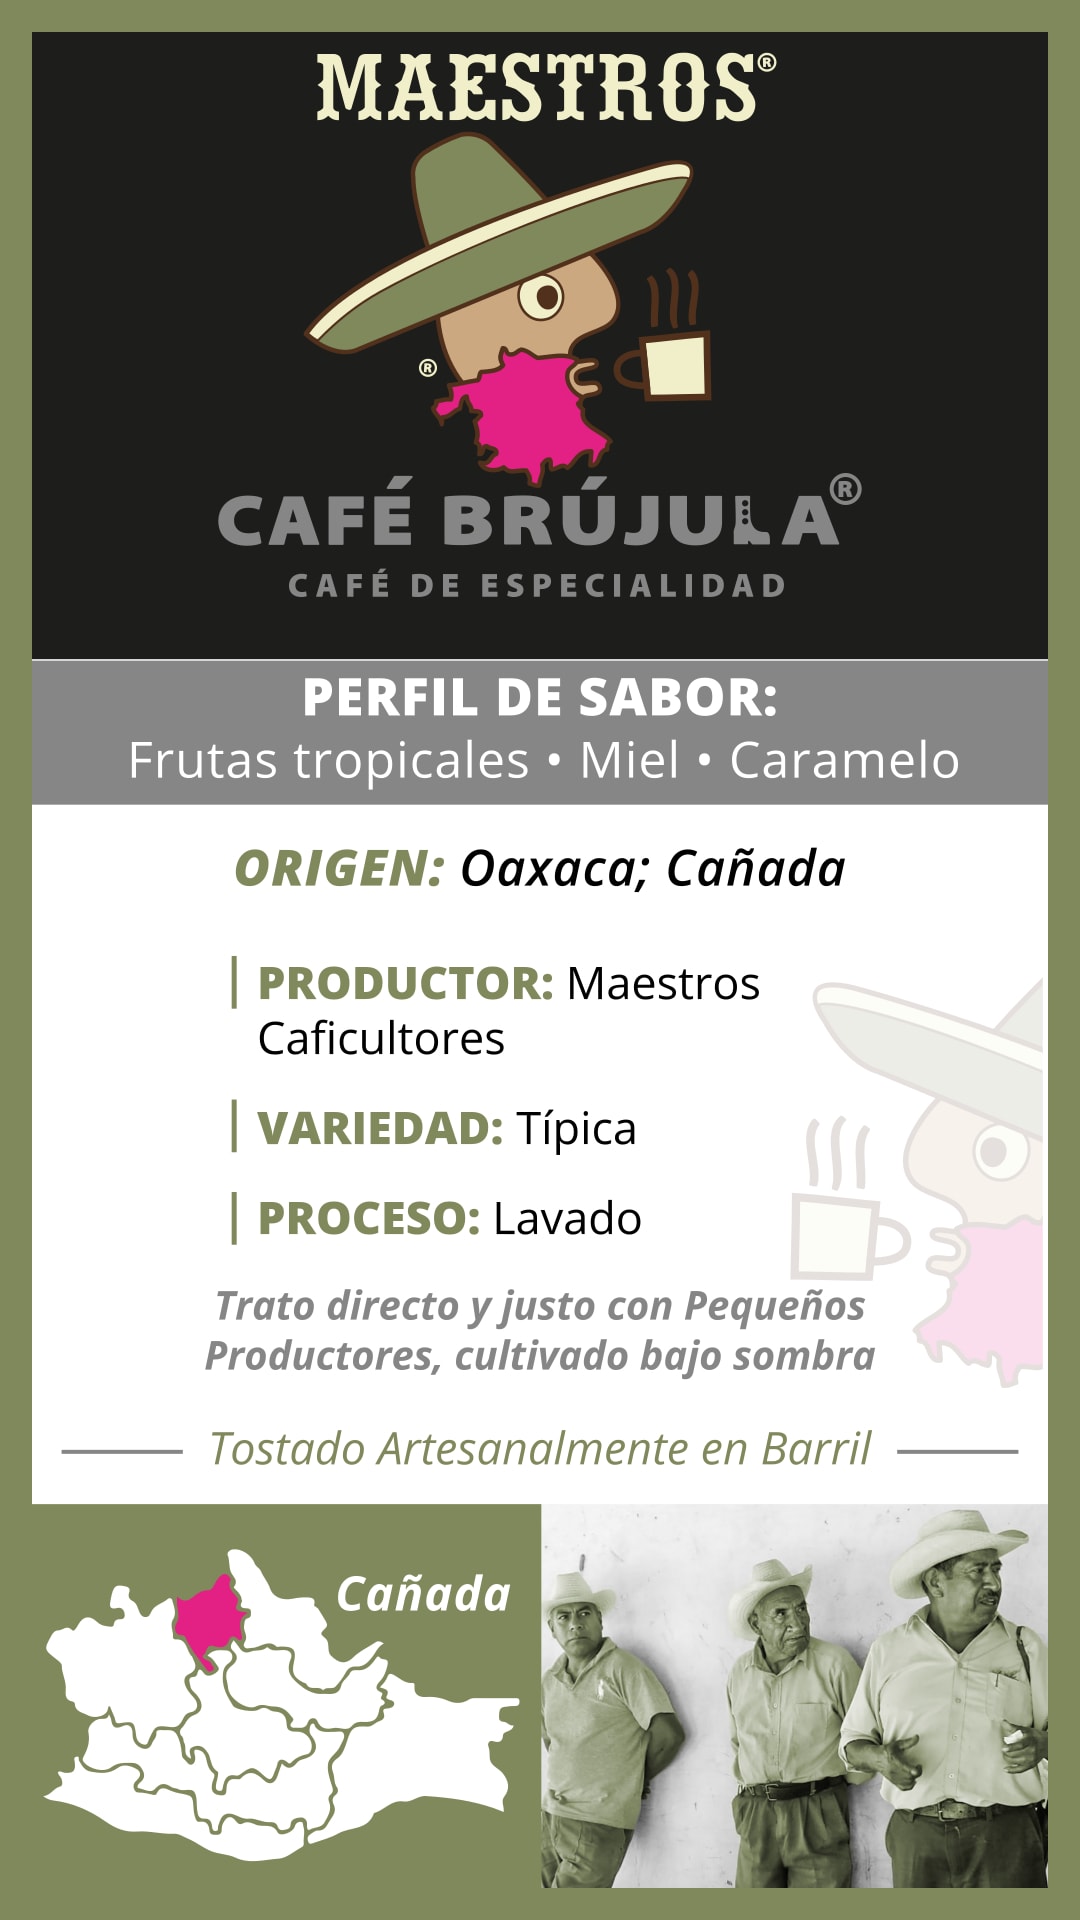 MAESTROS®
®
CAFÉ BRÚJULA®
CAFÉ DE ESPECIALIDAD
PERFIL DE SABOR:
Frutas tropicales • Miel • Caramelo
ORIGEN: Oaxaca; Cañada
PRODUCTOR: Maestros
Caficultores
VARIEDAD: Típica
PROCESO: Lavado
Trato directo y justo con Pequeños
Productores, cultivado bajo sombra
Tostado Artesanalmente en Barril
Cañada